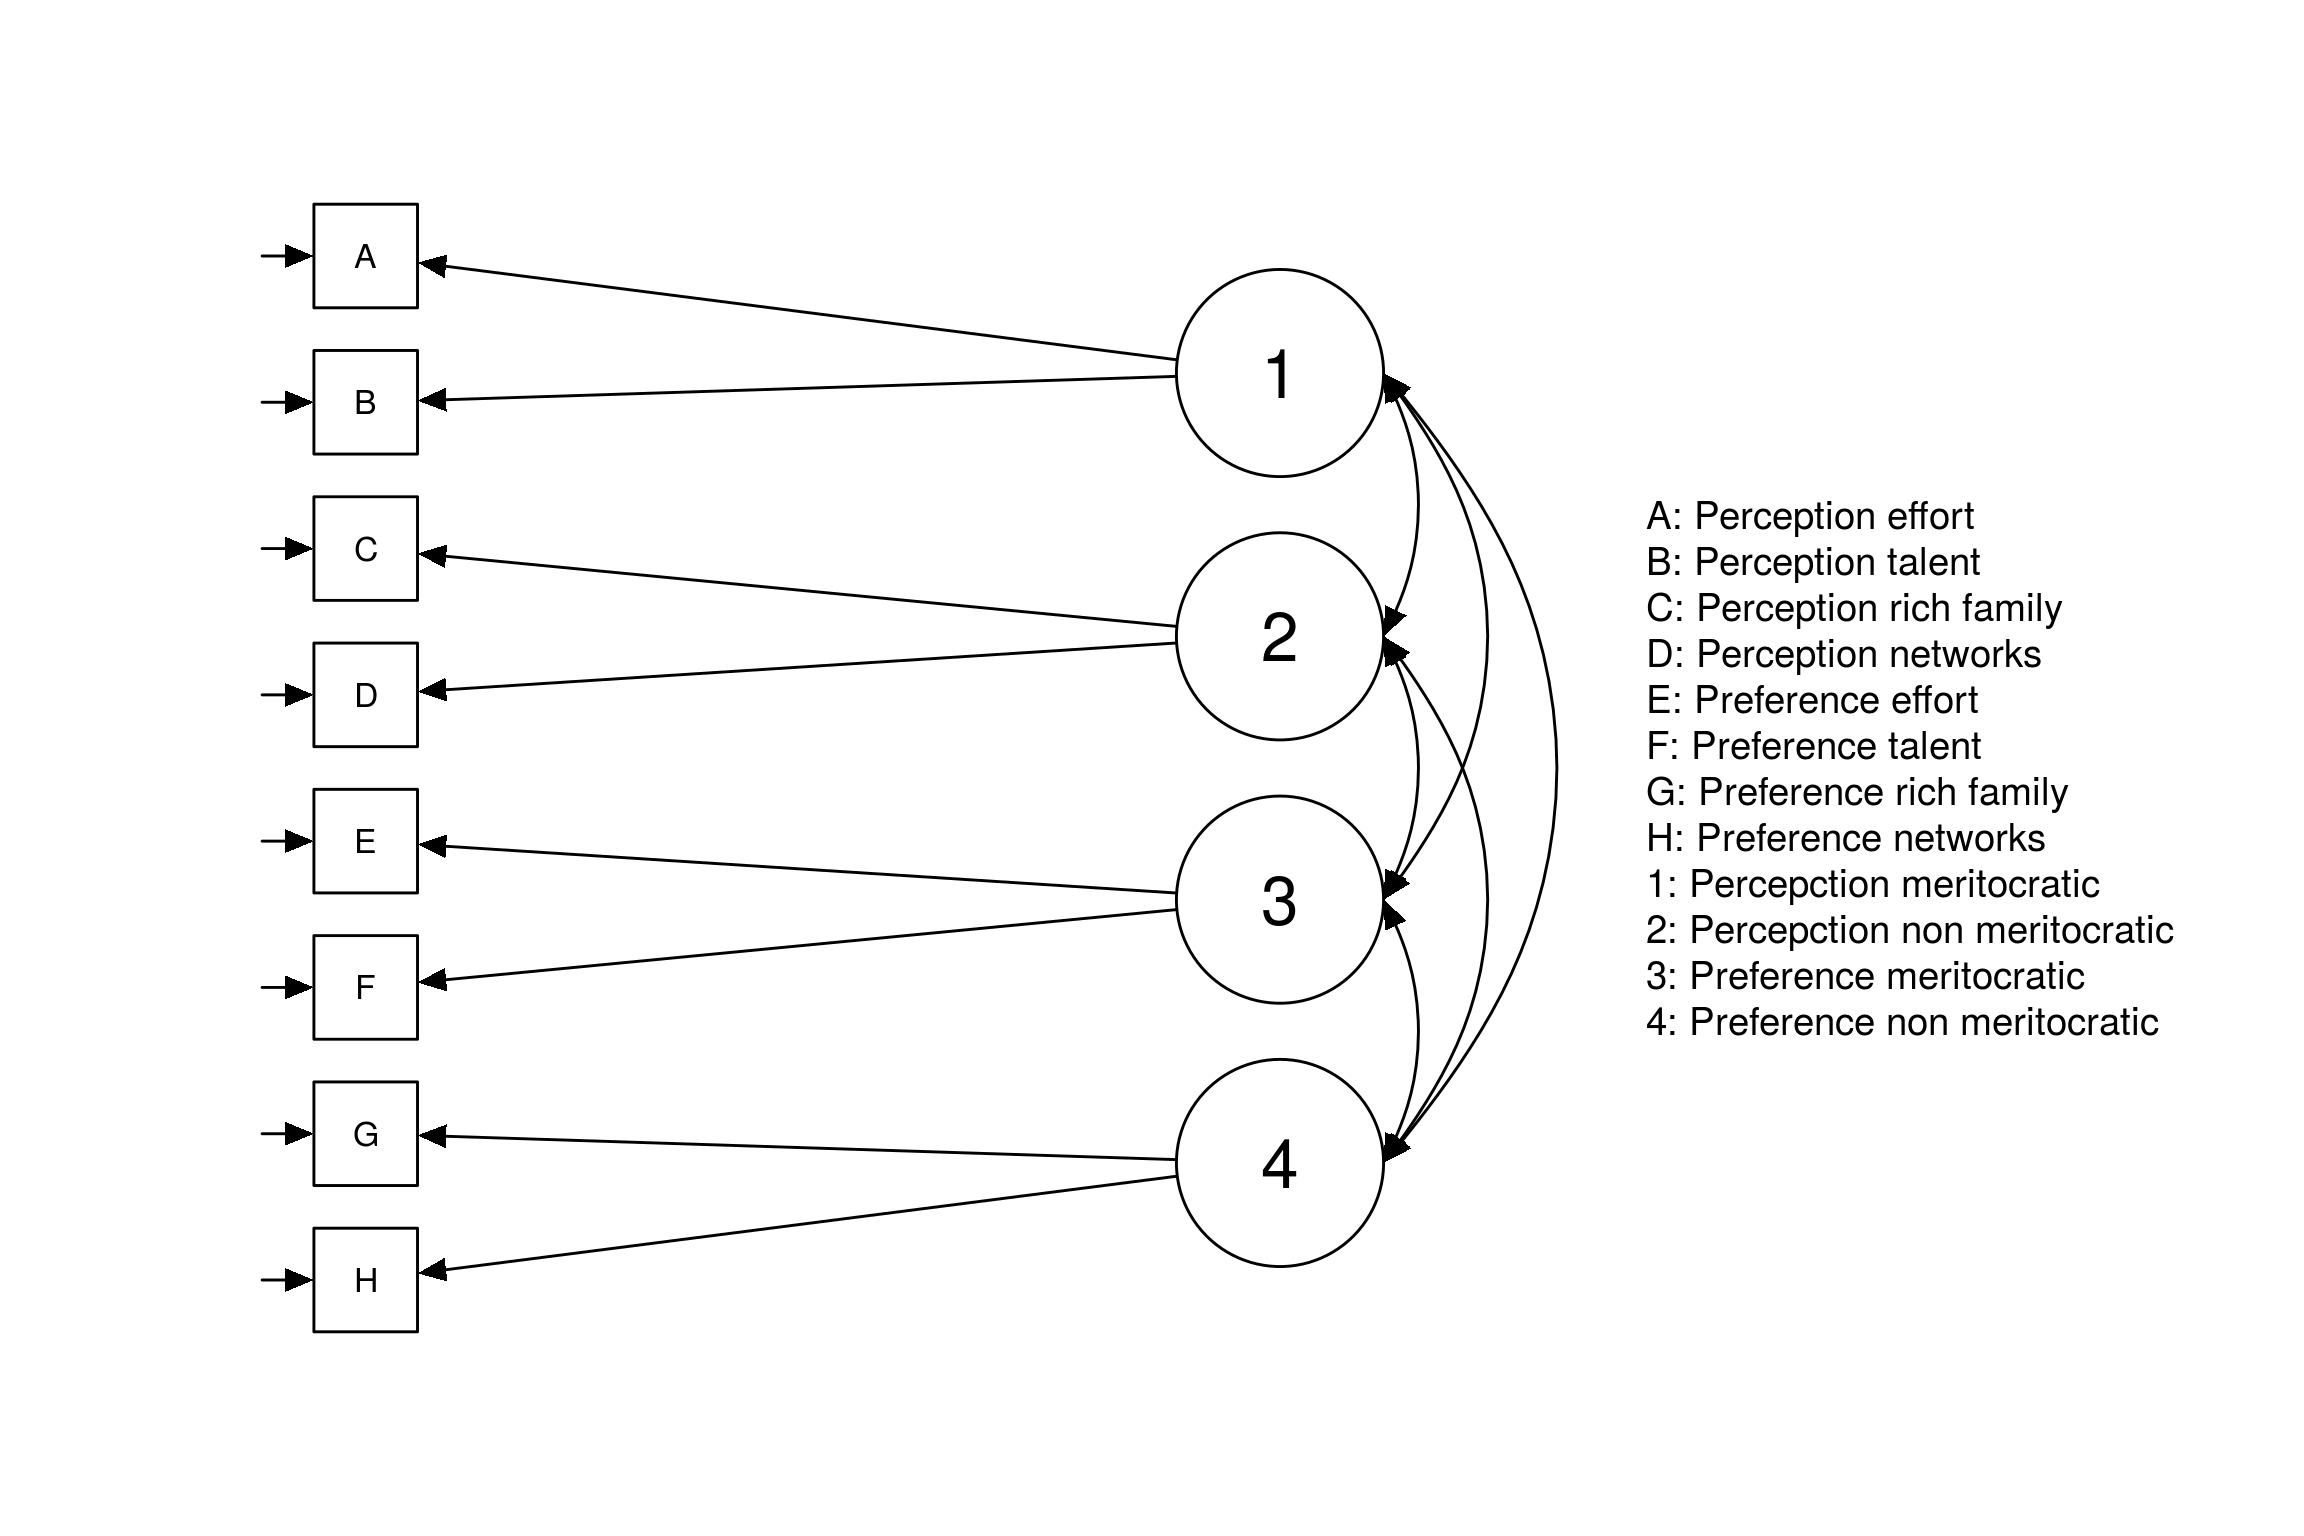 A
B
C
D
E
F
G
H
1
2
3
4
A: Perception effort
B: Perception talent
C: Perception rich family
D: Perception networks
E: Preference effort
F: Preference talent
G: Preference rich family
H: Preference networks
1: Percepction meritocratic
2: Percepction non meritocratic
3: Preference meritocratic
4: Preference non meritocratic